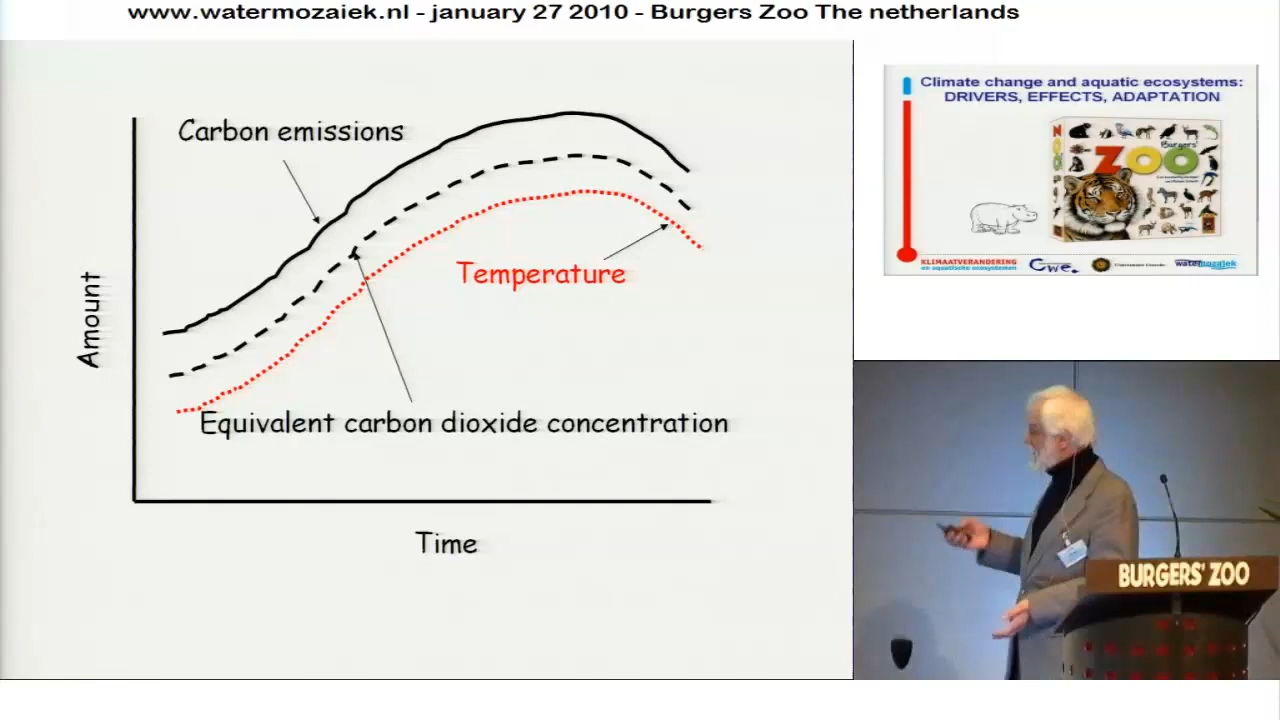 www.watermozaiek.nl - january 27 2010 - Burgers Zoo The netherlands
Carbon emissions
Temperature
Equivalent carbon dioxide concentration
Amount
Time
Climate change and aquatic ecosystems:
DRIVERS, EFFECTS, ADAPTATION
Burgers'
ZOO
KLIMAATVERANDERING
en aquatische ecosystemen
Cwe.
watermozaiek
BURGERS' ZOO